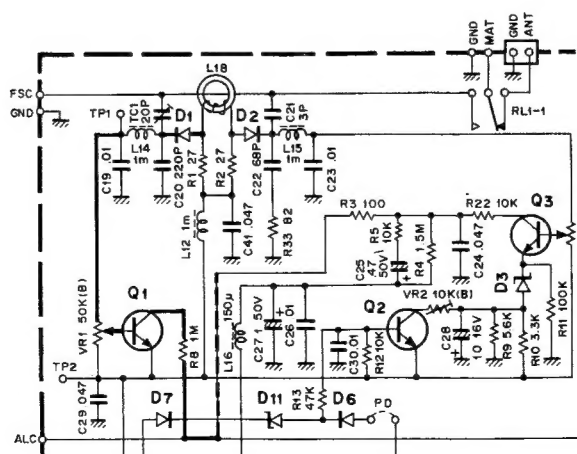 GND
MAT
GND
ANT
L18
FSC
GND
TP1
TC1
20P
D1
D2
C21
3P
RL1-1
L14
1m
L15
1m
C19 .01
C20 220P
R1 27
R2 27
C22 68P
C23 .01
R3 100
R22 10K
Q3
L12 1m
C41 .047
R33 82
R5
10K
C25
.47
50V
R4 1.5M
C24 .047
D3
VR1 50K(B)
Q1
R8 1M
L16 150μ
C27 1 50V
C26 .01
Q2
VR2 10K(B)
C30 .01
R12 10K
C28
10 16V
R9 5.6K
R10 3.3K
R11 100K
TP2
C29 .047
D7
D11
R13
47K
D6
PD
ALC